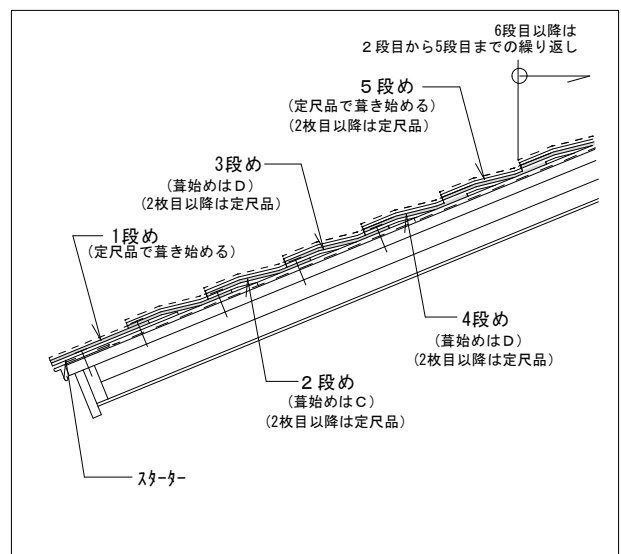 6段目以降は
２段目から5段目までの繰り返し
５段め
(定尺品で葺き始める)
(2枚目以降は定尺品)
3段め
(葺始めはＤ)
(2枚目以降は定尺品)
1段め
(定尺品で葺き始める)
4段め
(葺始めはＤ)
(2枚目以降は定尺品)
２段め
(葺始めはＣ)
(2枚目以降は定尺品)
ｽﾀｰﾀｰ